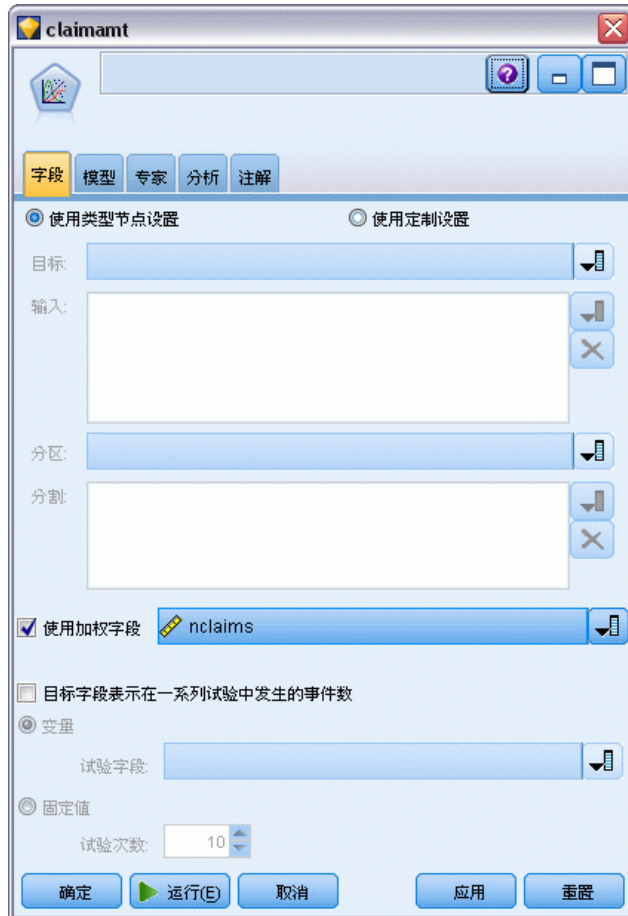 claimamt
字段 模型 专家 分析 注解
使用类型节点设置 使用定制设置
目标:
输入:
分区:
分割:
使用加权字段 nclaims
目标字段表示在一系列试验中发生的事件数
变量
试验字段:
固定值
试验次数: 10
确定 运行(E) 取消 应用 重置